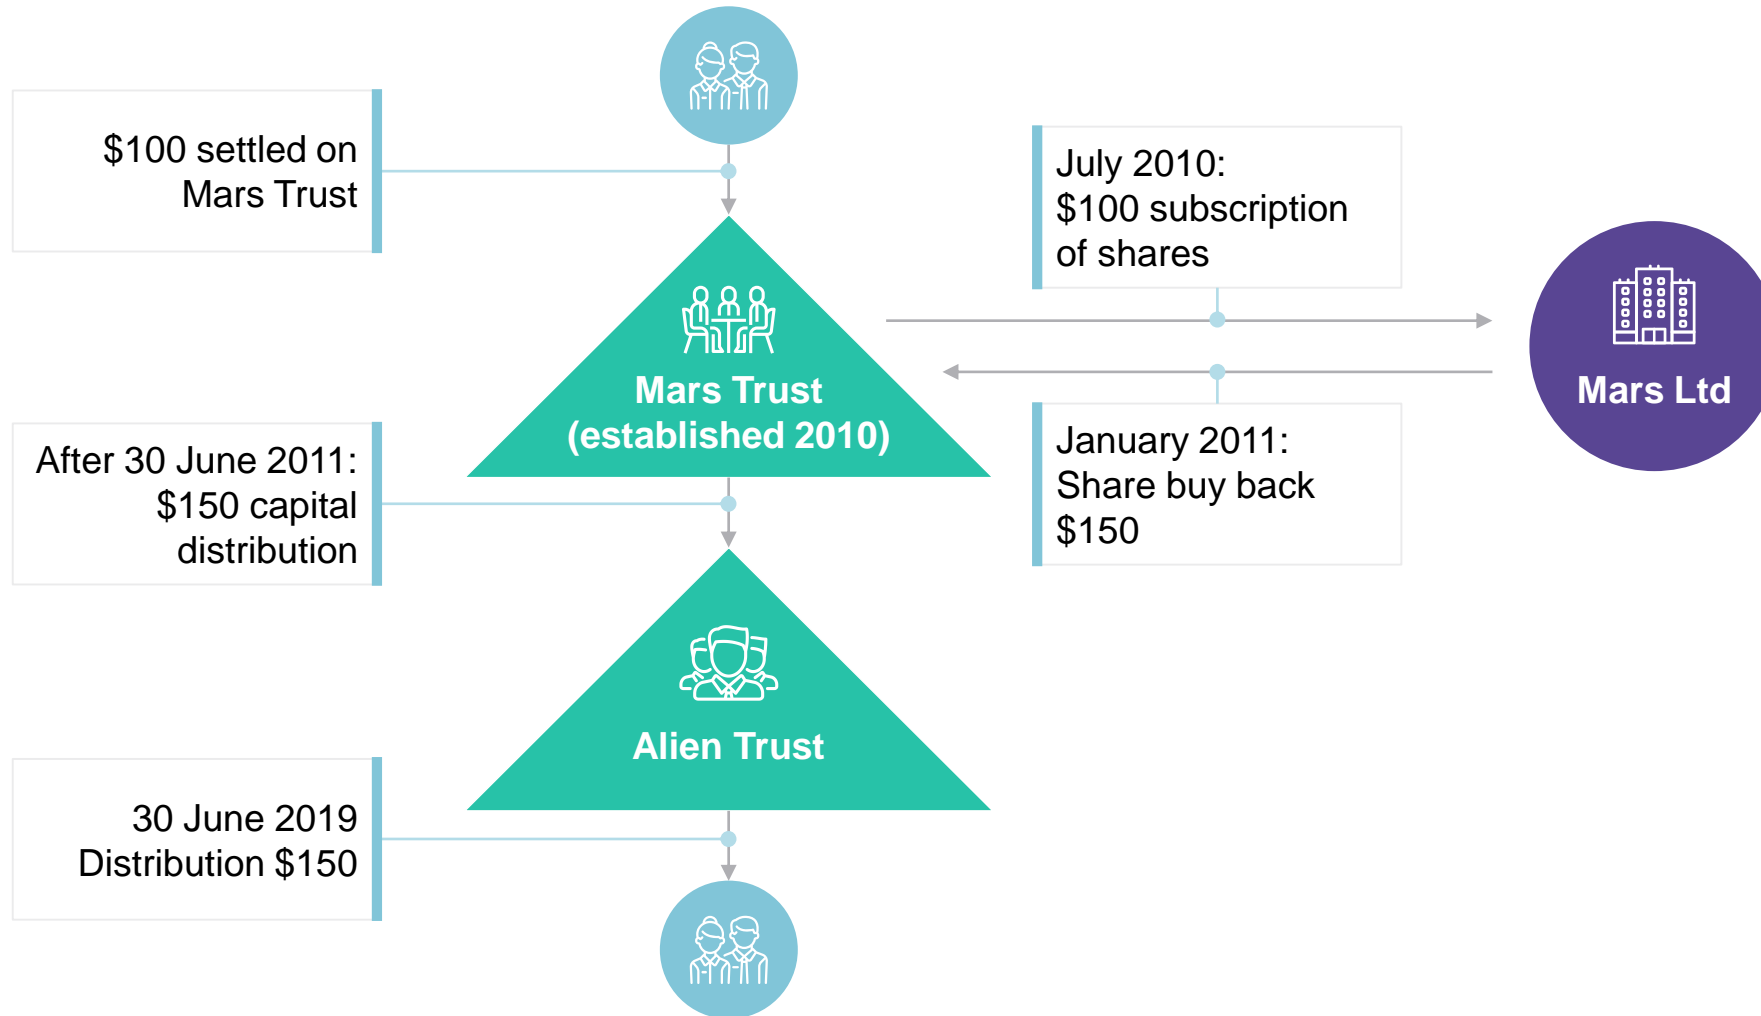 $100 settled on
Mars Trust
July 2010:
$100 subscription
of shares
Mars Trust
(established 2010)
Mars Ltd
After 30 June 2011:
$150 capital
distribution
January 2011:
Share buy back
$150
Alien Trust
30 June 2019
Distribution $150